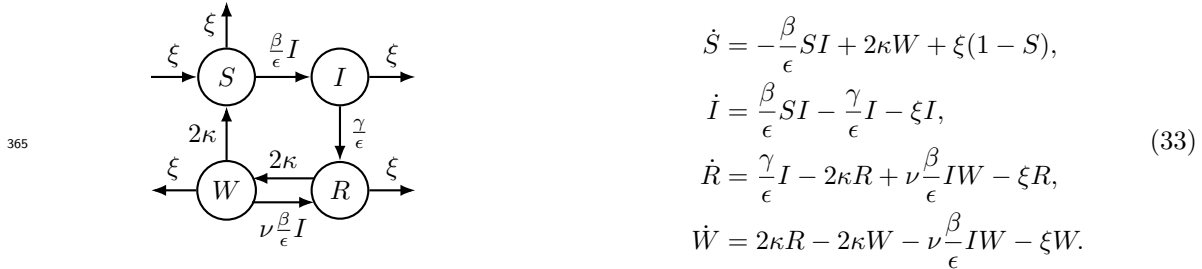 365
ξ
ξ S β/ϵ I I ξ
2κ γ/ϵ
ξ W 2κ R ξ
ν β/ϵ I
Ṡ = −β/ϵ SI + 2κW + ξ(1 − S),
İ = β/ϵ SI − γ/ϵ I − ξI,
(33)
Ṙ = γ/ϵ I − 2κR + ν β/ϵ IW − ξR,
Ẇ = 2κR − 2κW − ν β/ϵ IW − ξW.